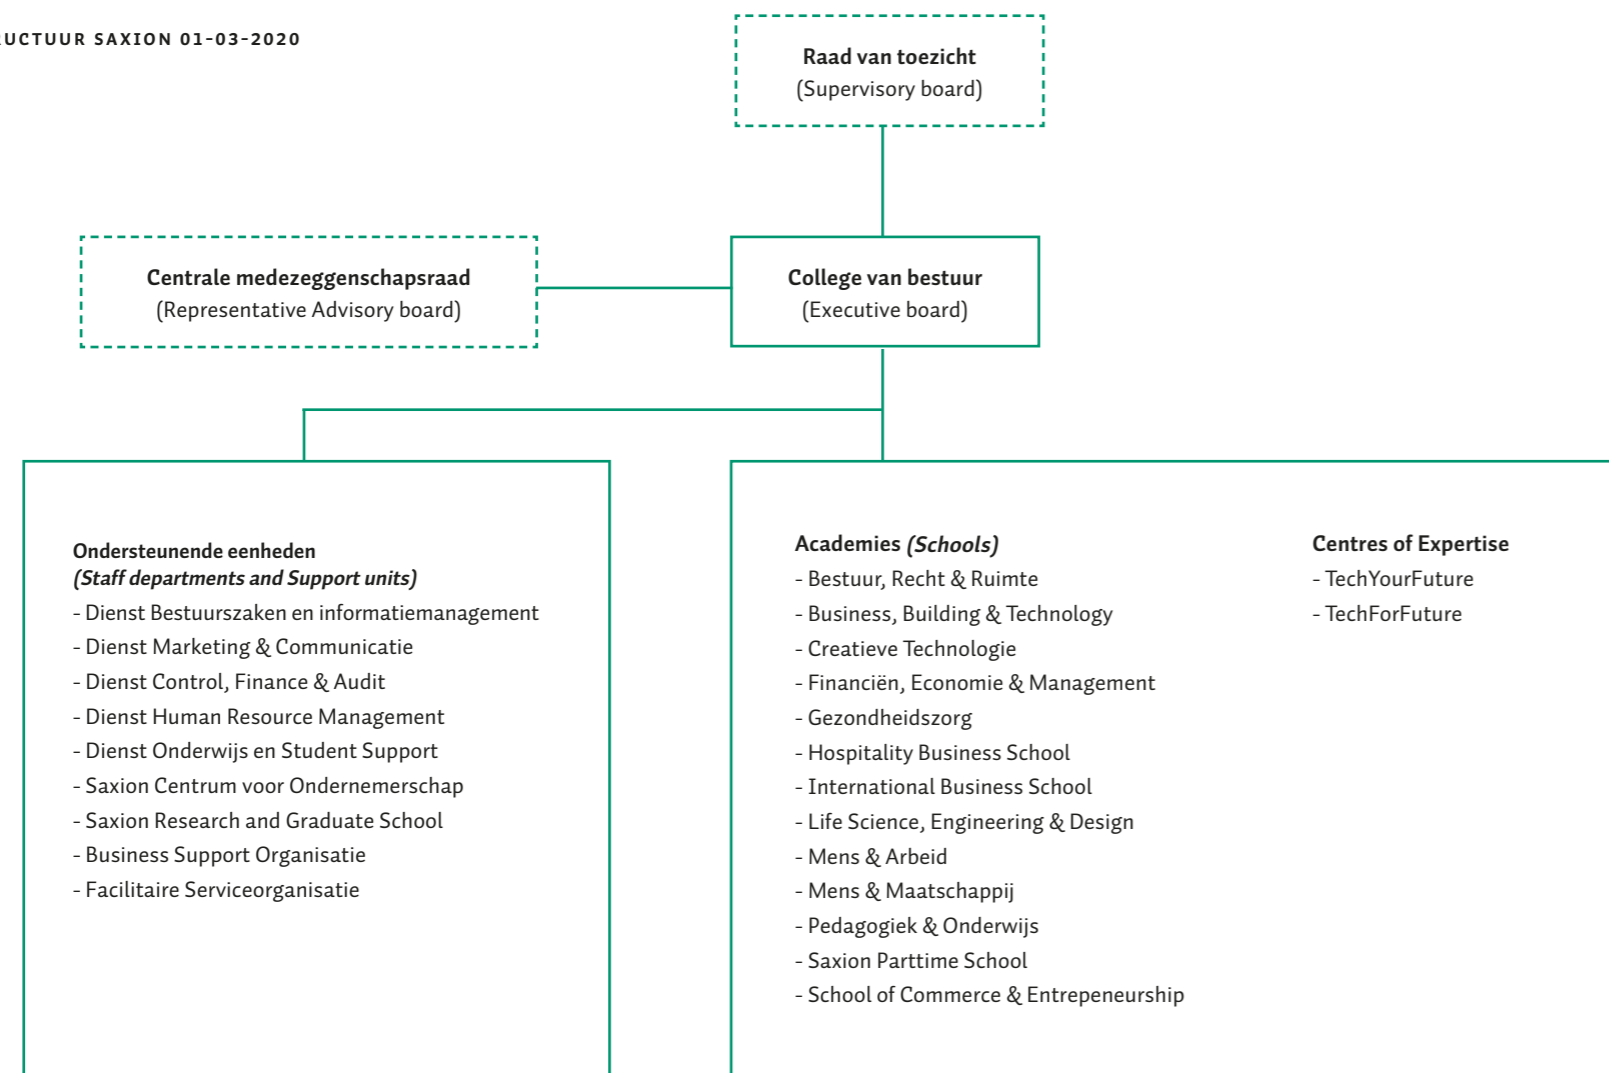 SAXION 01-03-2020
Raad van toezicht
(Supervisory board)
Centrale medezeggenschapsraad
(Representative Advisory board)
College van bestuur
(Executive board)
Ondersteunende eenheden
(Staff departments and Support units)
- Dienst Bestuurszaken en informatiemanagement
- Dienst Marketing & Communicatie
- Dienst Control, Finance & Audit
- Dienst Human Resource Management
- Dienst Onderwijs en Student Support
- Saxion Centrum voor Ondernemerschap
- Saxion Research and Graduate School
- Business Support Organisatie
- Facilitaire Serviceorganisatie
Academies (Schools)
- Bestuur, Recht & Ruimte
- Business, Building & Technology
- Creatieve Technologie
- Financiën, Economie & Management
- Gezondheidszorg
- Hospitality Business School
- International Business School
- Life Science, Engineering & Design
- Mens & Arbeid
- Mens & Maatschappij
- Pedagogiek & Onderwijs
- Saxion Parttime School
- School of Commerce & Entrepeneurship
Centres of Expertise
- TechYourFuture
- TechForFuture